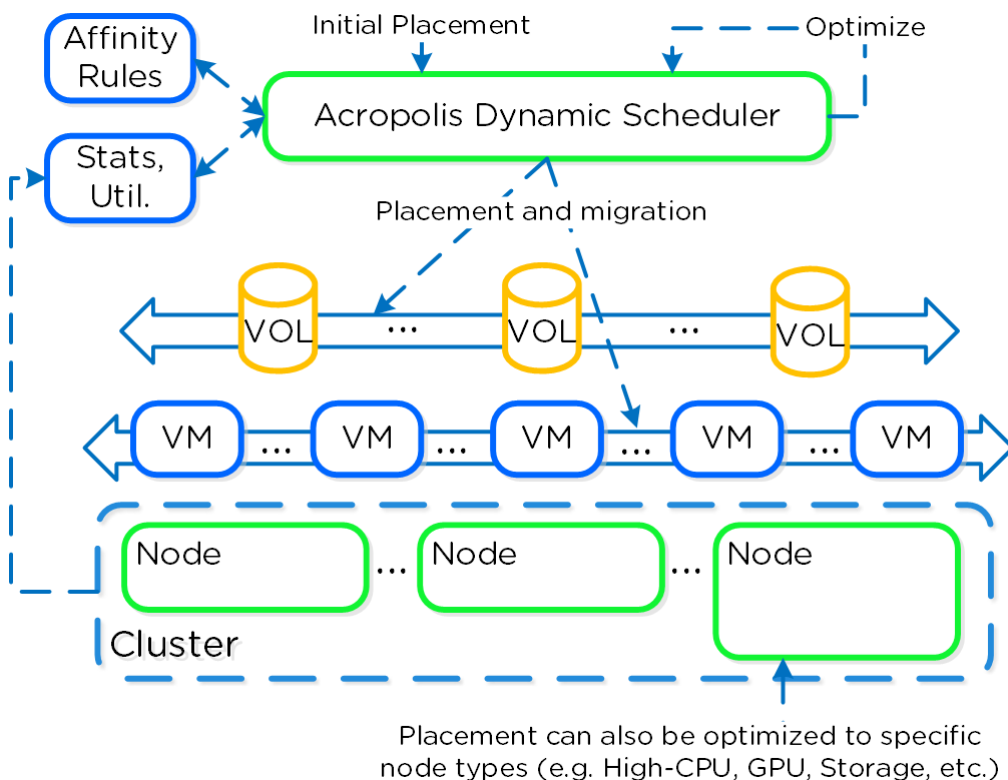 Initial Placement
Optimize
Affinity
Rules
Acropolis Dynamic Scheduler
Stats,
Util.
Placement and migration
VOL ... VOL ... VOL
VM ... VM ... VM ... VM ... VM
Node ... Node ... Node
Cluster
Placement can also be optimized to specific
node types (e.g. High-CPU, GPU, Storage, etc.)